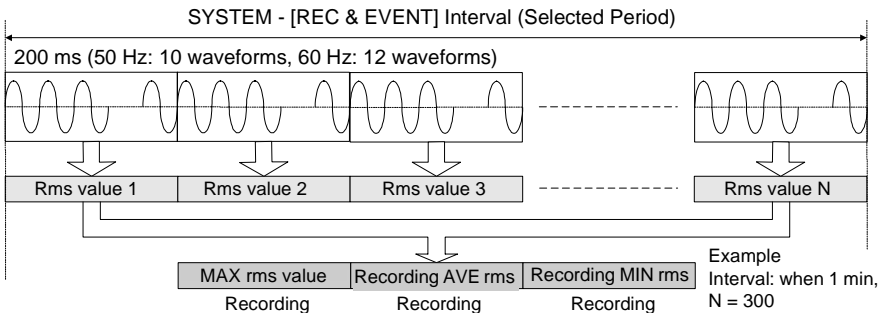 SYSTEM - [REC & EVENT] Interval (Selected Period)
200 ms (50 Hz: 10 waveforms, 60 Hz: 12 waveforms)
Rms value 1
Rms value 2
Rms value 3
Rms value N
MAX rms value
Recording AVE rms
Recording MIN rms
Recording
Recording
Recording
Example
Interval: when 1 min,
N = 300